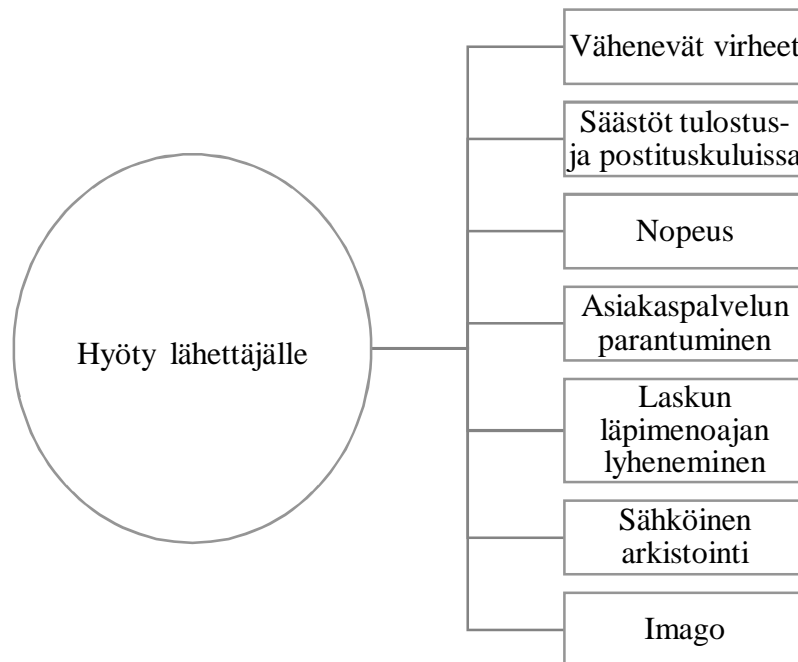 Hyöty lähettäjälle
Vähenevät virheet
Säästöt tulostus-
ja postituskuluissa
Nopeus
Asiakaspalvelun
parantuminen
Laskun
läpimenoajan
lyheneminen
Sähköinen
arkistointi
Imago